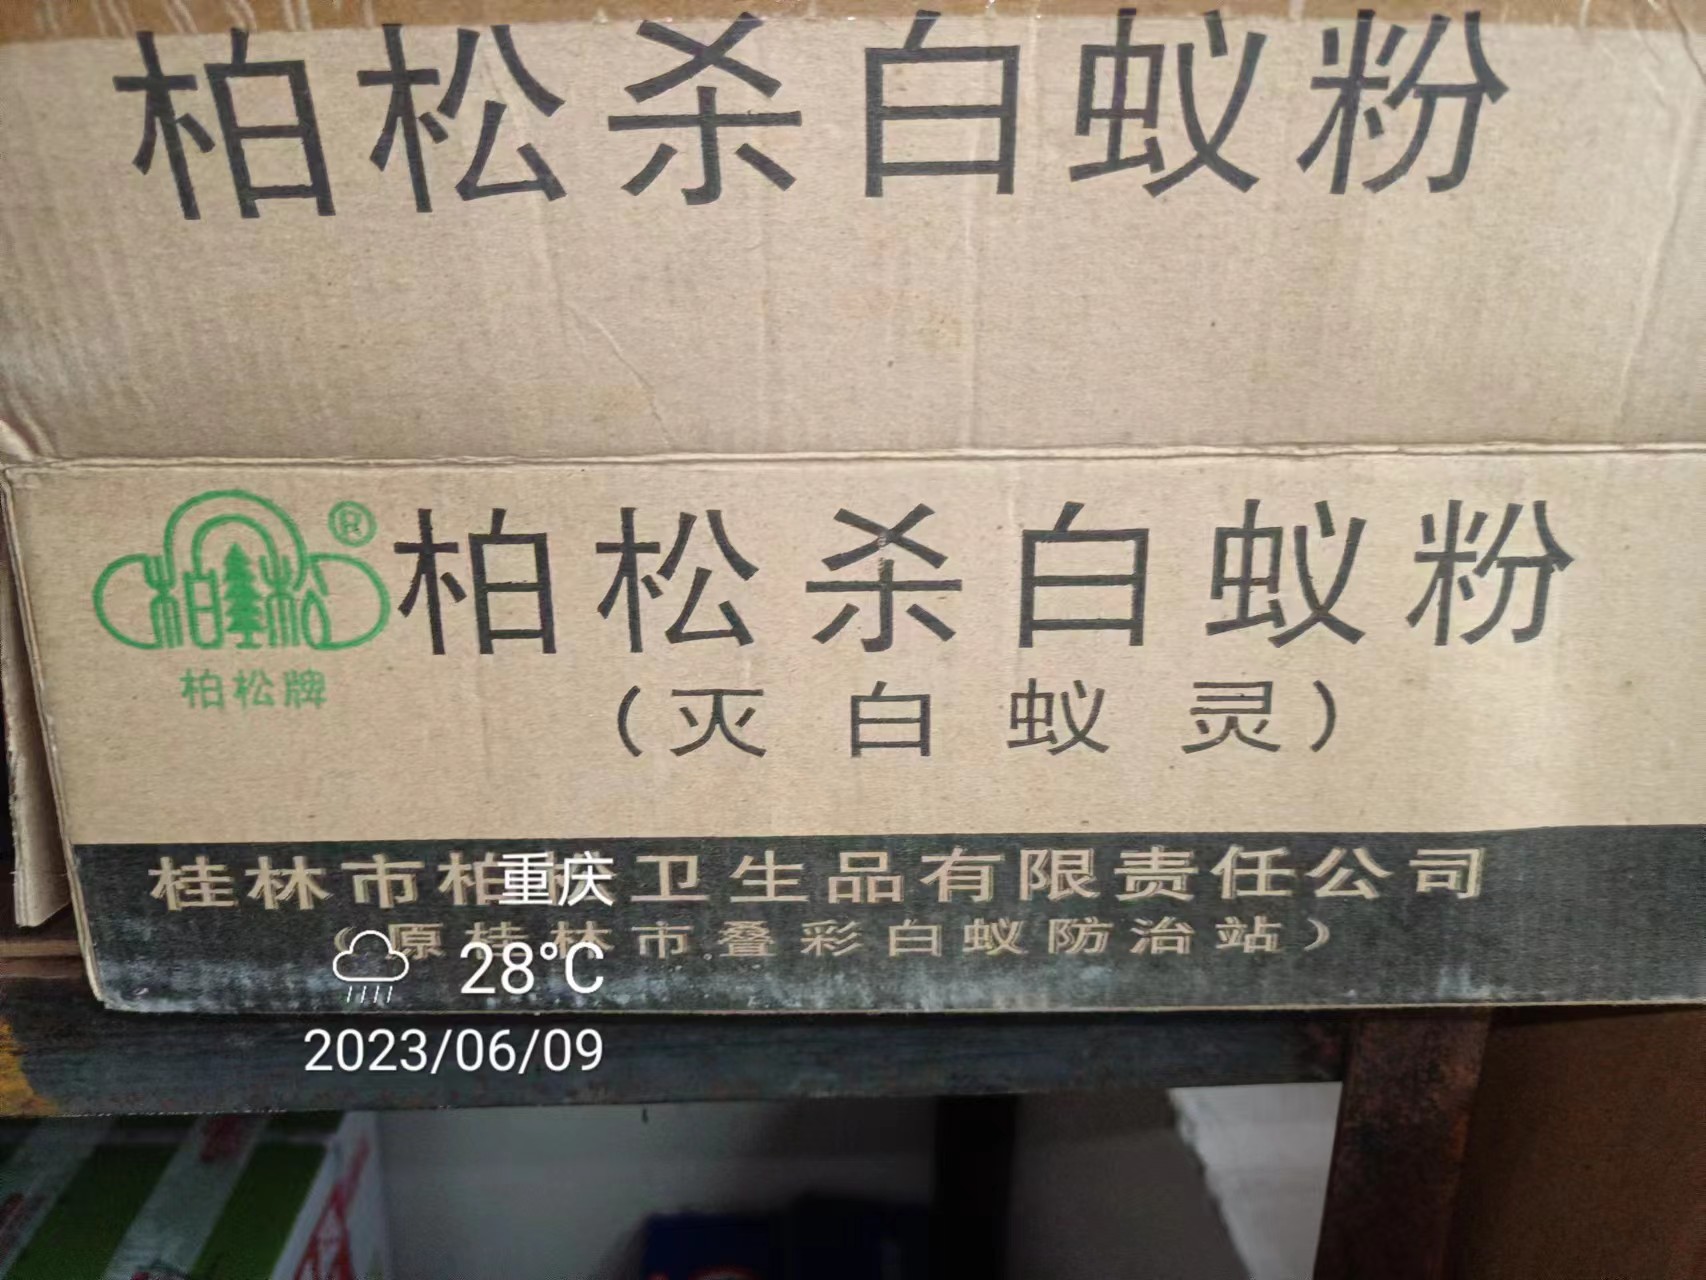 柏松杀白蚁粉
柏松
®
柏松杀白蚁粉
柏松牌
(灭白蚁灵)
桂林市柏 卫生品有限责任公司
重庆
(原桂林市叠彩白蚁防治站)
28°C
2023/06/09